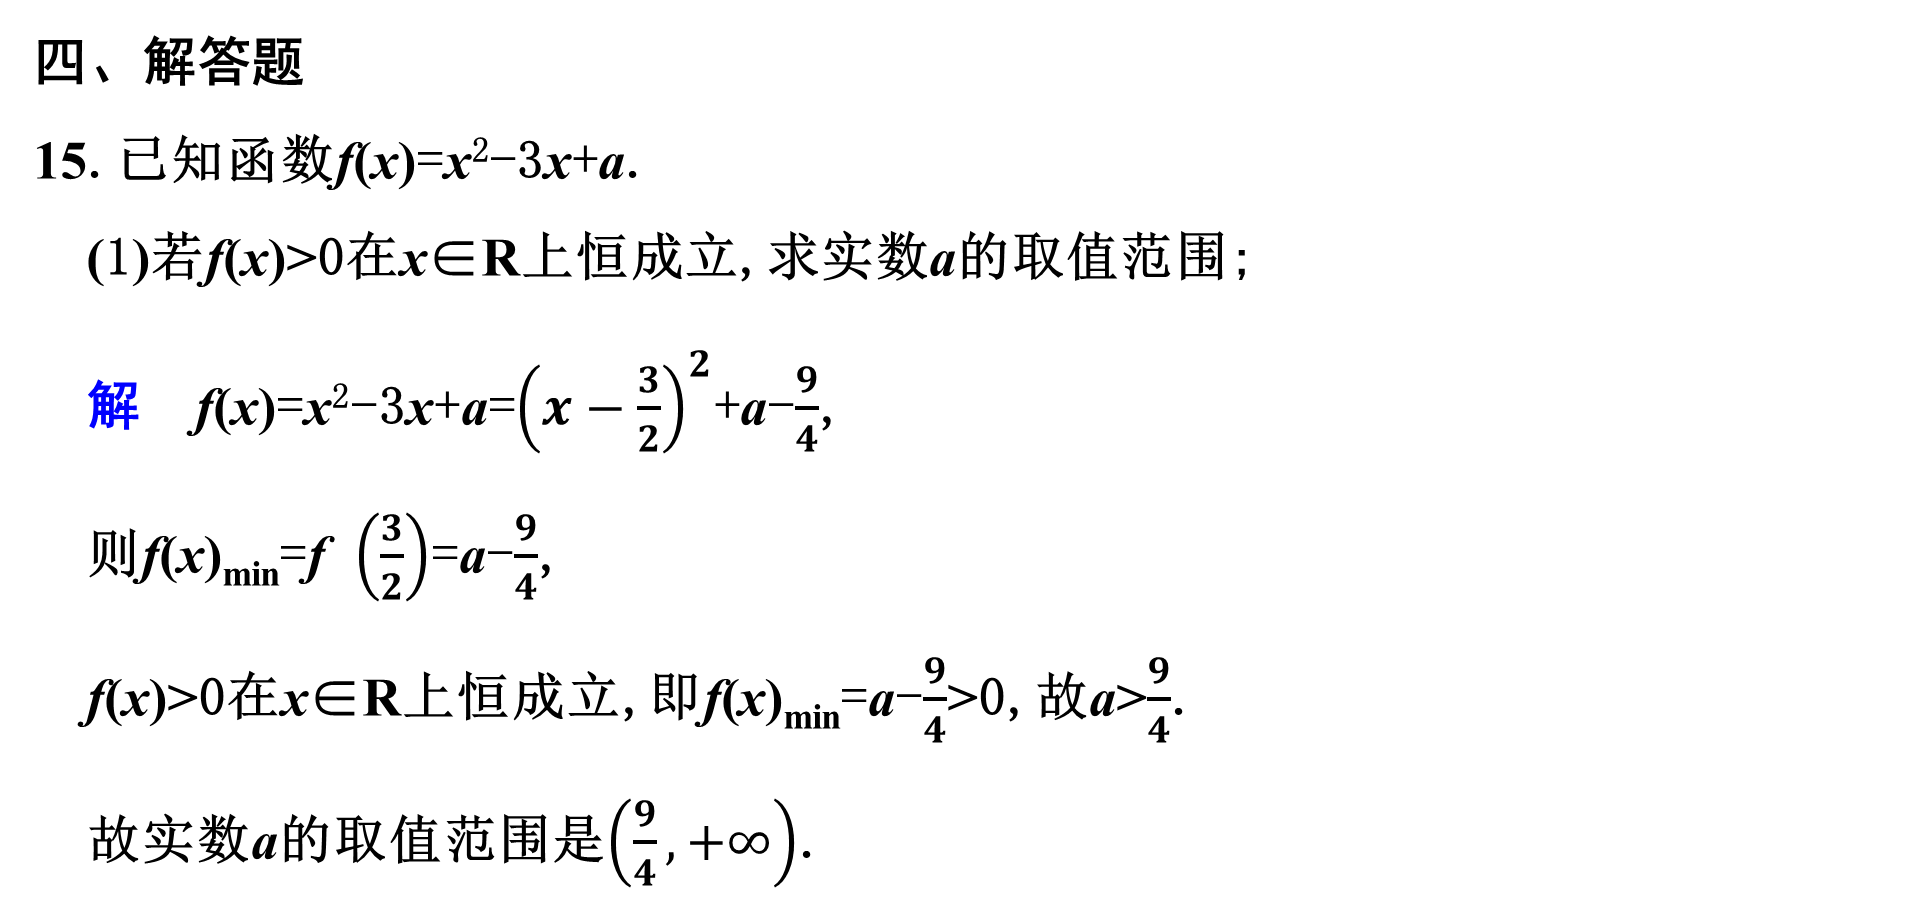 四、解答题
15. 已知函数f(x)=x²-3x+a.
(1)若f(x)>0在x∈R上恒成立, 求实数a的取值范围;
解 f(x)=x²-3x+a=(x − 3/2)²+a-9/4,
则f(x)min=f (3/2)=a-9/4,
f(x)>0在x∈R上恒成立, 即f(x)min=a-9/4>0, 故a>9/4.
故实数a的取值范围是(9/4, +∞).